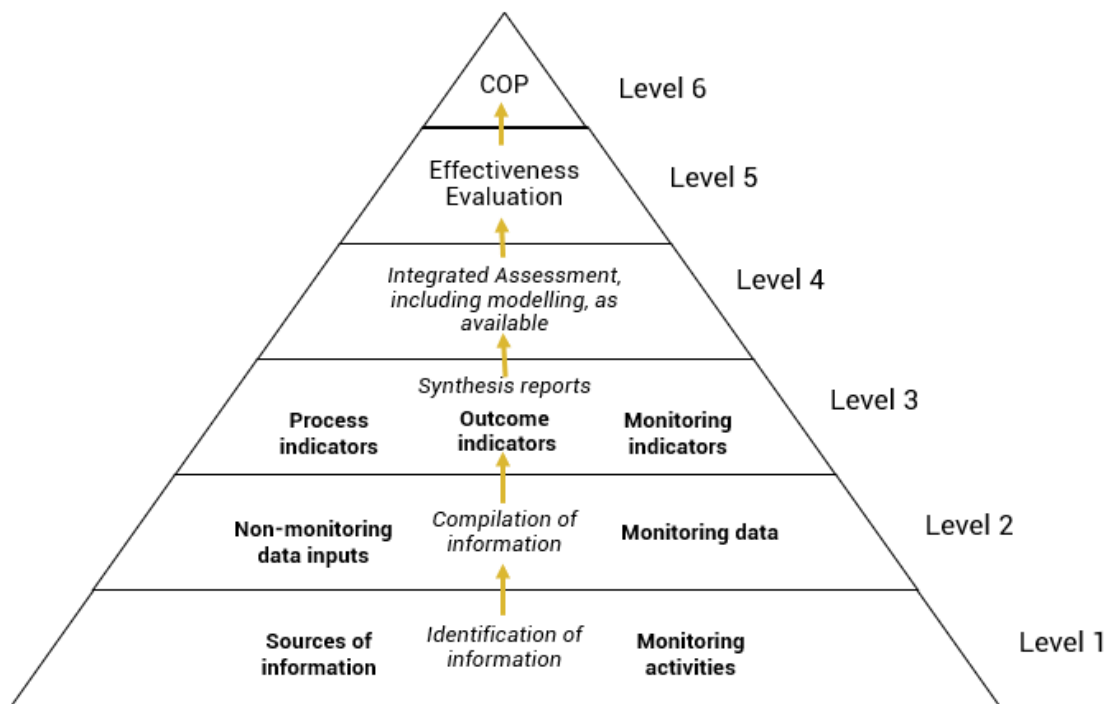 COP
Level 6
Effectiveness
Evaluation
Level 5
Integrated Assessment,
including modelling, as
available
Level 4
Synthesis reports
Process
indicators
Outcome
indicators
Monitoring
indicators
Level 3
Non-monitoring
data inputs
Compilation of
information
Monitoring data
Level 2
Sources of
information
Identification of
information
Monitoring
activities
Level 1